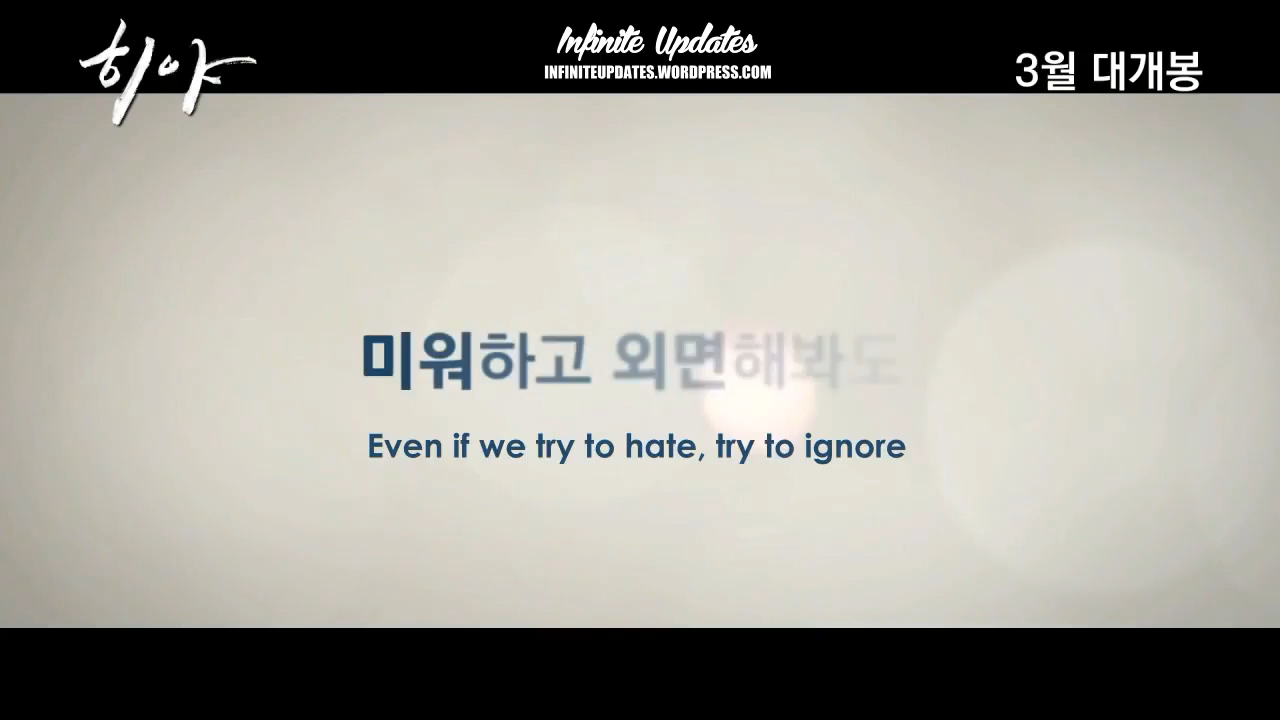 히야
Infinite Updates
INFINITEUPDATES.WORDPRESS.COM
3월 대개봉
미워하고 외면해봐도
Even if we try to hate, try to ignore